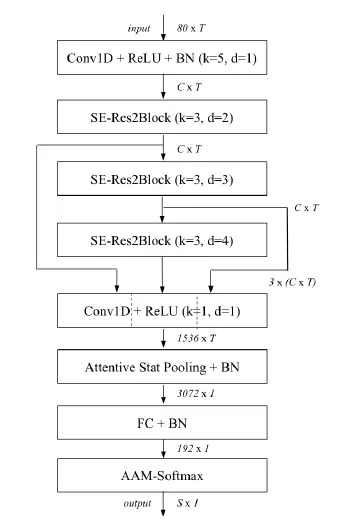 input 80 x T
Conv1D + ReLU + BN (k=5, d=1)
C x T
SE-Res2Block (k=3, d=2)
C x T
SE-Res2Block (k=3, d=3)
C x T
SE-Res2Block (k=3, d=4)
3 x (C x T)
Conv1D + ReLU (k=1, d=1)
1536 x T
Attentive Stat Pooling + BN
3072 x 1
FC + BN
192 x 1
AAM-Softmax
output S x 1